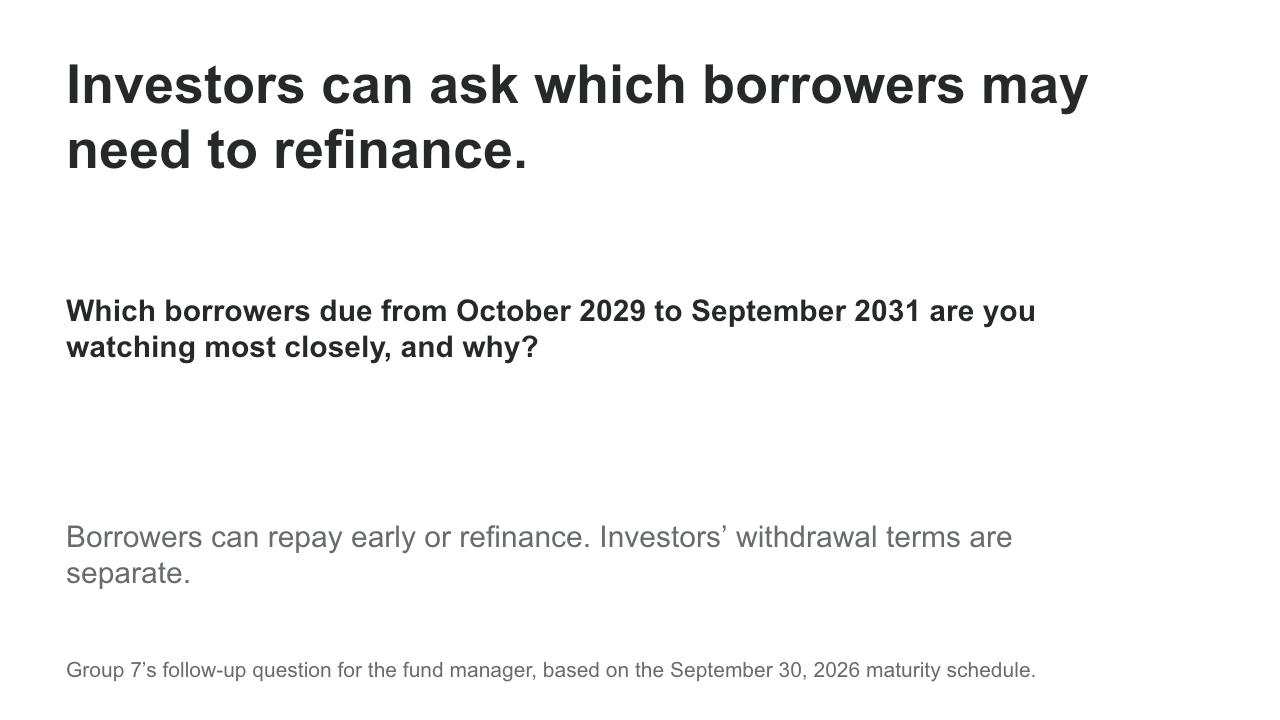 Investors can ask which borrowers may
need to refinance.
Which borrowers due from October 2029 to September 2031 are you
watching most closely, and why?
Borrowers can repay early or refinance. Investors’ withdrawal terms are
separate.
Group 7’s follow-up question for the fund manager, based on the September 30, 2026 maturity schedule.